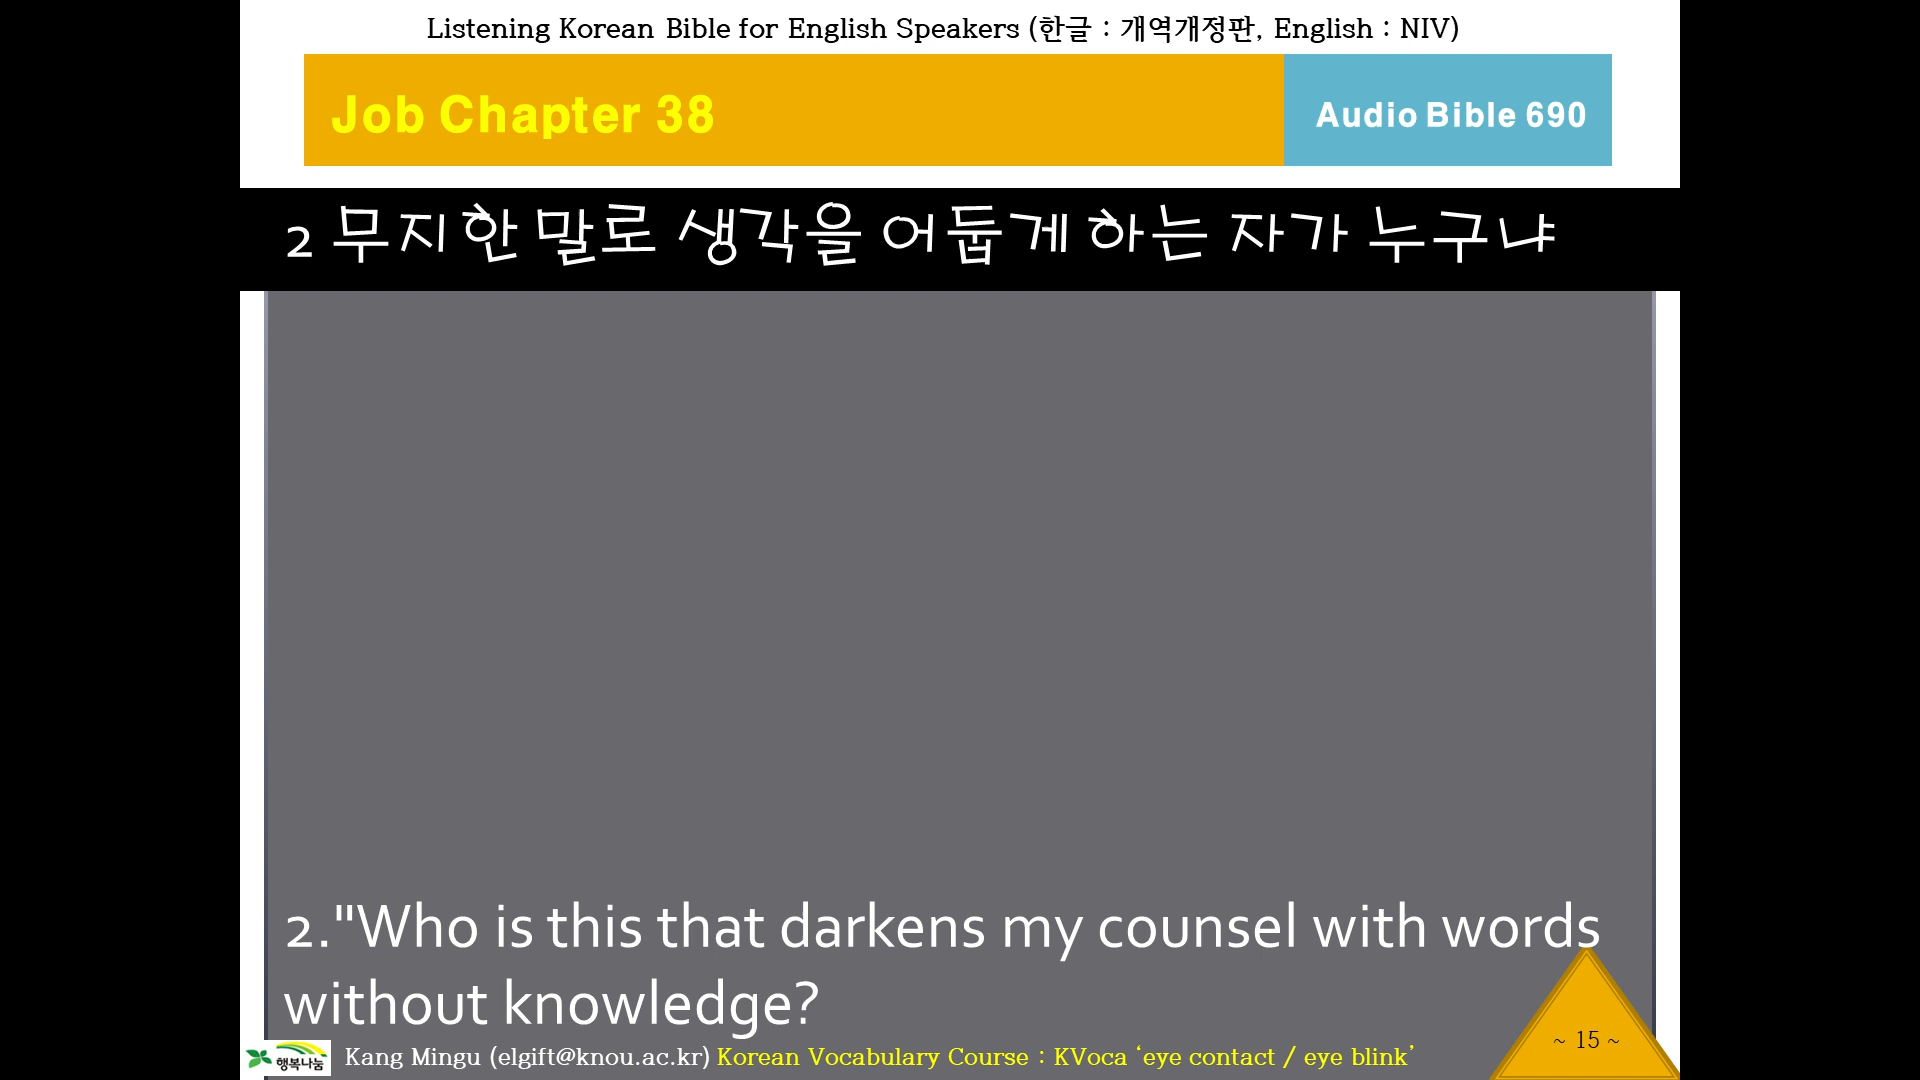 Listening Korean Bible for English Speakers (한글 : 개역개정판, English : NIV)
Job Chapter 38
Audio Bible 690
2 무지한 말로 생각을 어둡게 하는 자가 누구냐
2."Who is this that darkens my counsel with words
without knowledge?
~ 15 ~
행복나눔
Kang Mingu (elgift@knou.ac.kr) Korean Vocabulary Course : KVoca ‘eye contact / eye blink’